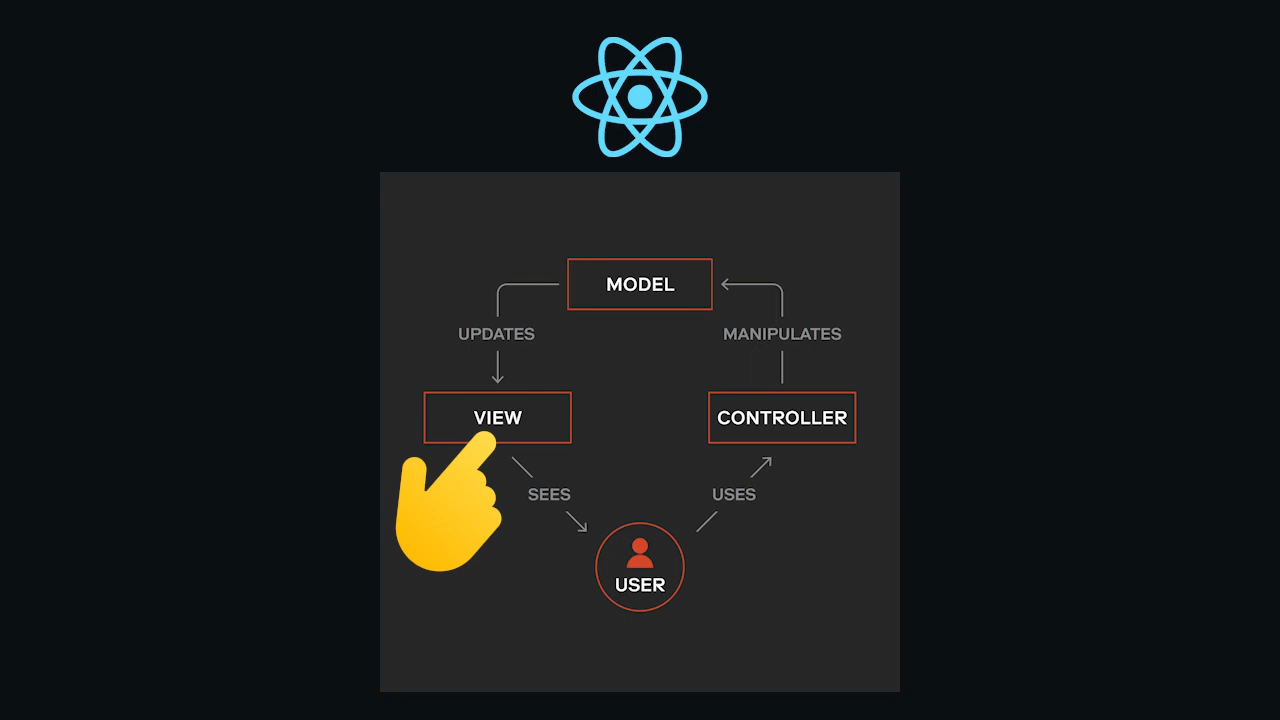 MODEL
UPDATES
MANIPULATES
VIEW
CONTROLLER
SEES
USES
USER